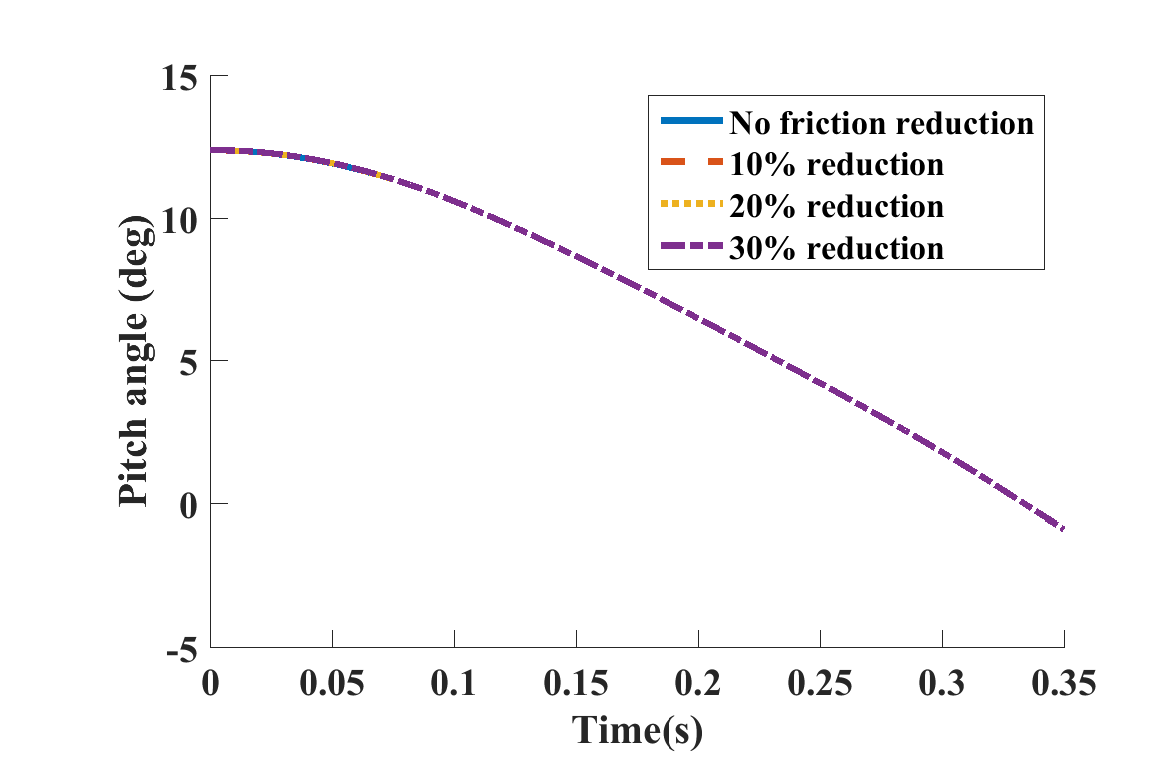 15
10
5
0
-5
Pitch angle (deg)
No friction reduction
10% reduction
20% reduction
30% reduction
0 0.05 0.1 0.15 0.2 0.25 0.3 0.35
Time(s)